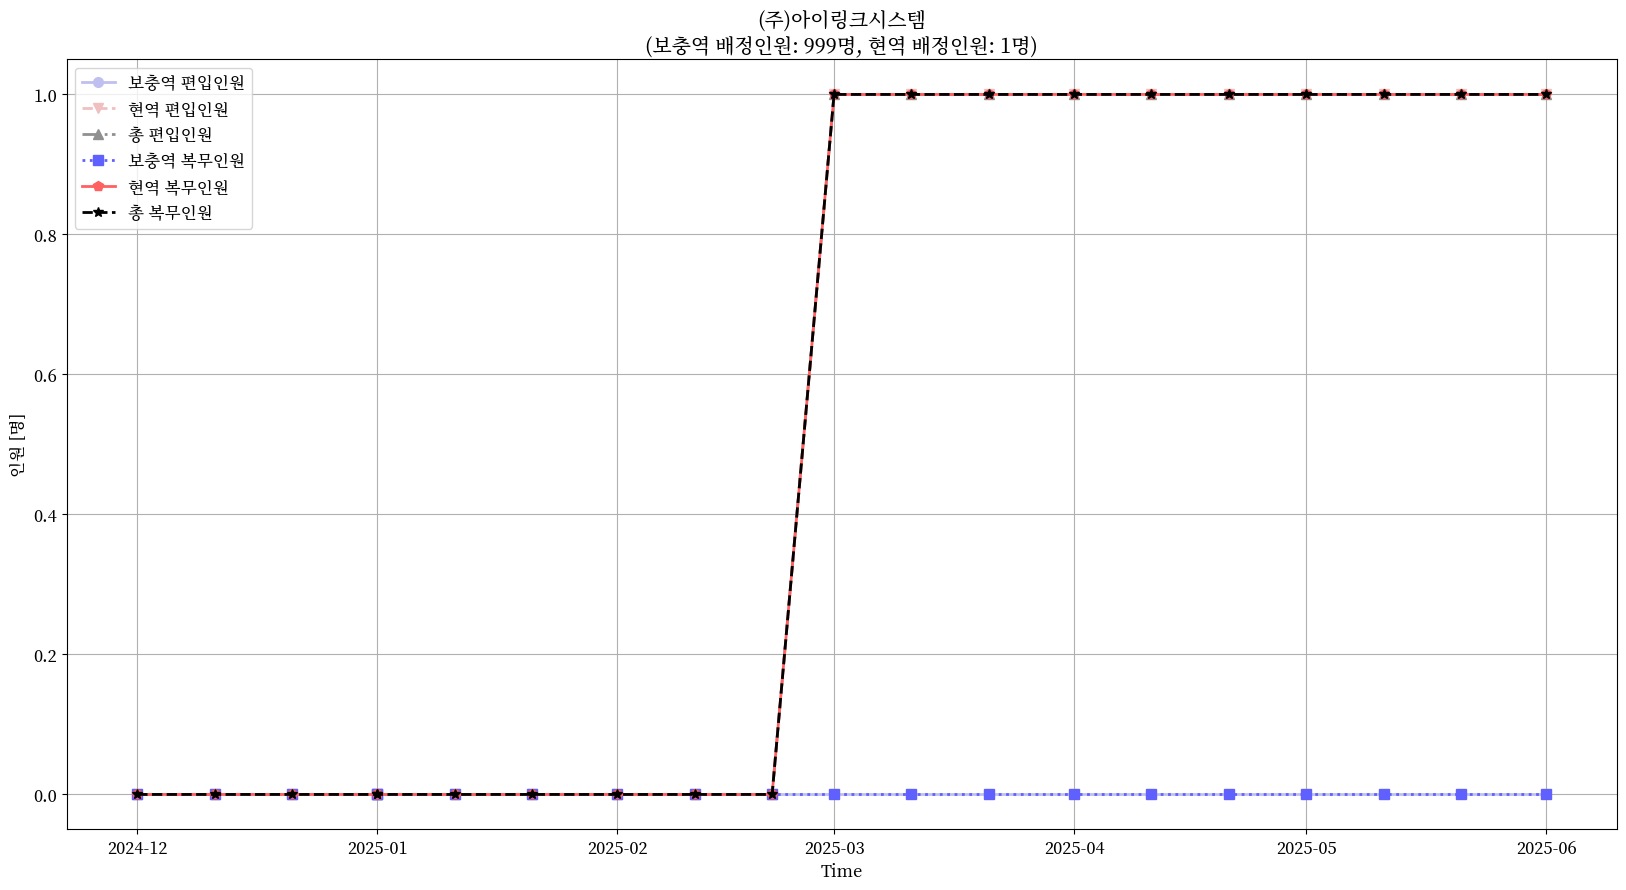 (주)아이링크시스템
(보충역 배정인원: 999명, 현역 배정인원: 1명)
보충역 편입인원
현역 편입인원
총 편입인원
보충역 복무인원
현역 복무인원
총 복무인원
1.0
0.8
0.6
0.4
0.2
0.0
인원 [명]
2024-12
2025-01
2025-02
2025-03
2025-04
2025-05
2025-06
Time